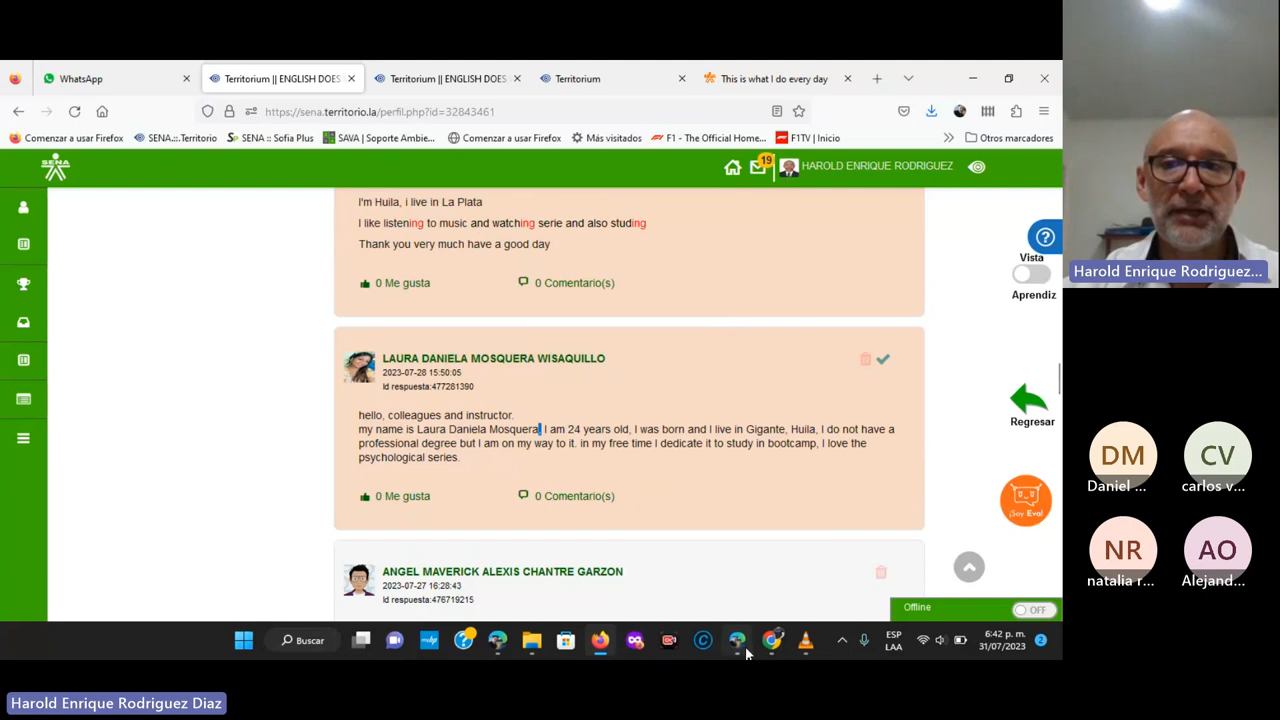 WhatsApp
Territorium || ENGLISH DOES
Territorium || ENGLISH DOES
Territorium
This is what I do every day
https://sena.territorio.la/perfil.php?id=32843461
Comenzar a usar Firefox
SENA.::.Territorio
SENA :: Sofia Plus
SAVA | Soporte Ambie...
Comenzar a usar Firefox
Más visitados
F1 - The Official Home...
F1TV | Inicio
Otros marcadores
SENA
19
HAROLD ENRIQUE RODRIGUEZ
I'm Huila, i live in La Plata
I like listening to music and watching serie and also studing
Thank you very much have a good day
0 Me gusta
0 Comentario(s)
Vista
Aprendiz
LAURA DANIELA MOSQUERA WISAQUILLO
2023-07-28 15:50:05
Id respuesta:477281390
hello, colleagues and instructor.
my name is Laura Daniela Mosquera I am 24 years old, I was born and I live in Gigante, Huila, I do not have a
professional degree but I am on my way to it. in my free time I dedicate it to study in bootcamp, I love the
psychological series.
0 Me gusta
0 Comentario(s)
Regresar
¡Soy Eva!
ANGEL MAVERICK ALEXIS CHANTRE GARZON
2023-07-27 16:28:43
Id respuesta:476719215
Offline
OFF
Buscar
ESP
LAA
6:42 p. m.
31/07/2023
2
Harold Enrique Rodriguez...
DM
Daniel ...
CV
carlos v...
NR
natalia r...
AO
Alejand...
Harold Enrique Rodriguez Diaz